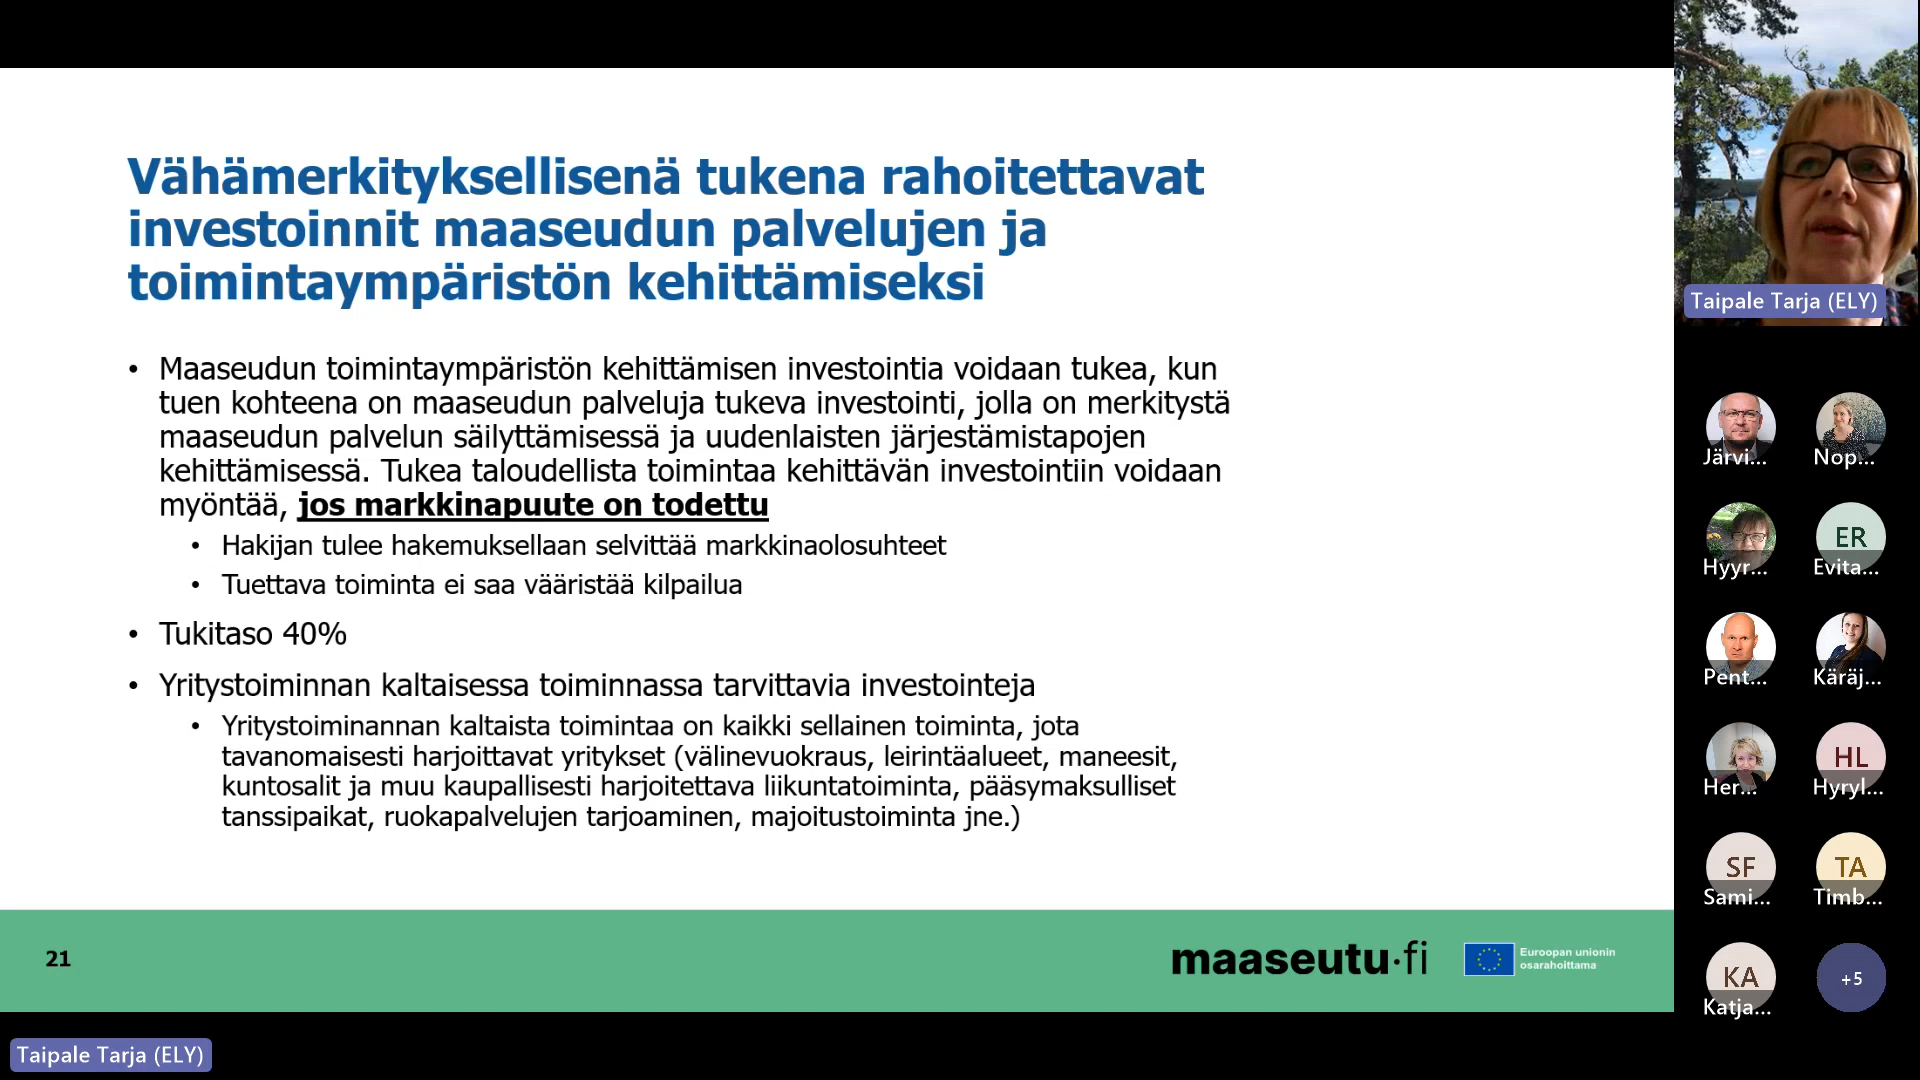 Vähämerkityksellisenä tukena rahoitettavat
investoinnit maaseudun palvelujen ja
toimintaympäristön kehittämiseksi
• Maaseudun toimintaympäristön kehittämisen investointia voidaan tukea, kun
tuen kohteena on maaseudun palveluja tukeva investointi, jolla on merkitystä
maaseudun palvelun säilyttämisessä ja uudenlaisten järjestämistapojen
kehittämisessä. Tukea taloudellista toimintaa kehittävän investointiin voidaan
myöntää, jos markkinapuute on todettu
• Hakijan tulee hakemuksellaan selvittää markkinaolosuhteet
• Tuettava toiminta ei saa vääristää kilpailua
• Tukitaso 40%
• Yritystoiminnan kaltaisessa toiminnassa tarvittavia investointeja
• Yritystoiminannan kaltaista toimintaa on kaikki sellainen toiminta, jota
tavanomaisesti harjoittavat yritykset (välinevuokraus, leirintäalueet, maneesit,
kuntosalit ja muu kaupallisesti harjoitettava liikuntatoiminta, pääsymaksulliset
tanssipaikat, ruokapalvelujen tarjoaminen, majoitustoiminta jne.)
21
maaseutu.fi
Euroopan unionin
osarahoittama
Taipale Tarja (ELY)
Taipale Tarja (ELY)
Järvi...
Nop...
Hyyr...
ER
Evita...
Pent...
Käräj...
Her...
HL
Hyryl...
SF
Sami...
TA
Timb...
KA
Katja...
+5